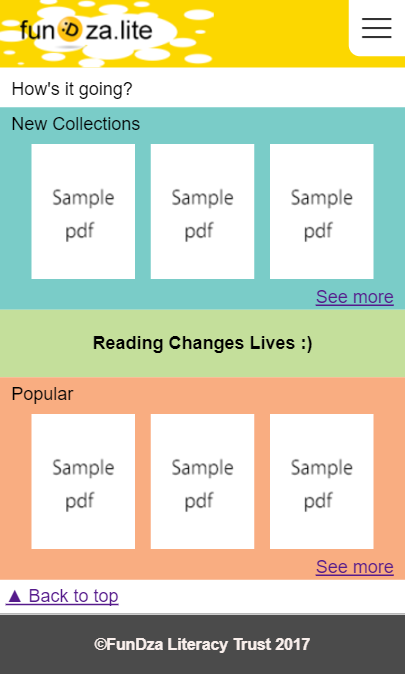 fundza.lite
How's it going?
New Collections
Sample Sample Sample
pdf pdf pdf
See more
Reading Changes Lives :)
Popular
Sample Sample Sample
pdf pdf pdf
See more
▲ Back to top
©FunDza Literacy Trust 2017